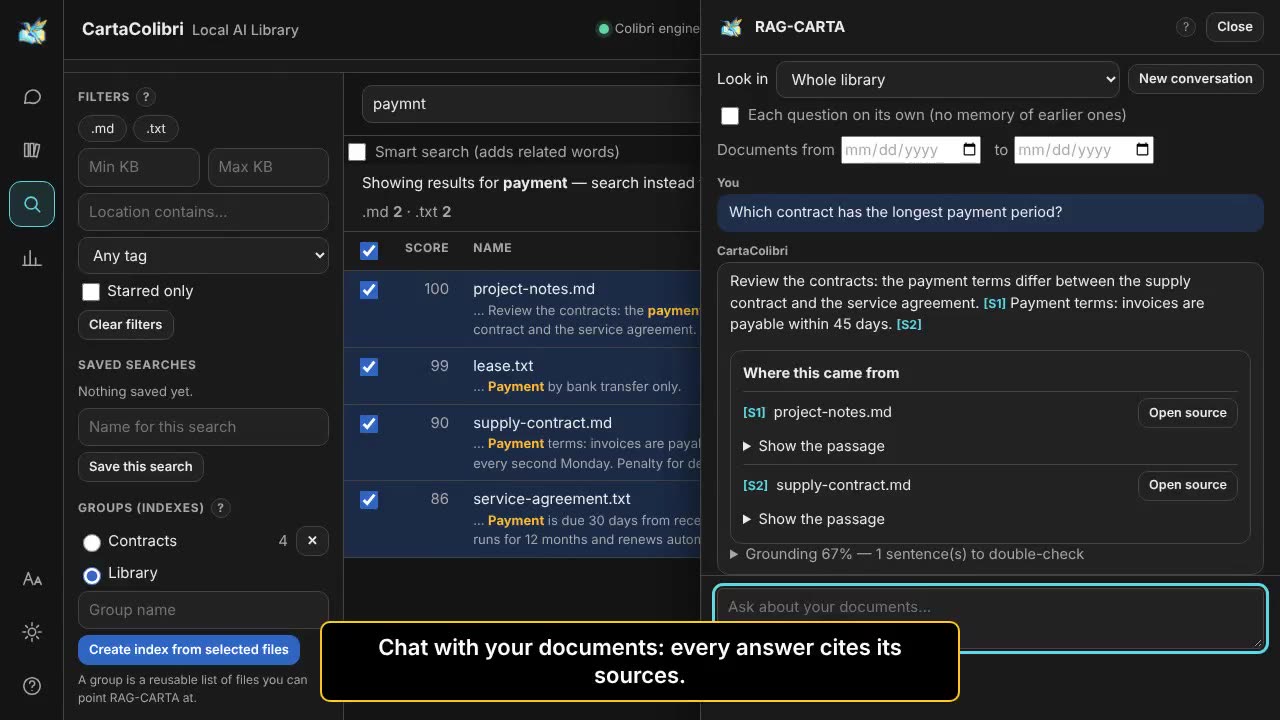 CartaColibrì Local AI Library
Colibrì engine
FILTERS ?
.md .txt
Min KB Max KB
Location contains...
Any tag
Starred only
Clear filters
SAVED SEARCHES
Nothing saved yet.
Name for this search
Save this search
GROUPS (INDEXES) ?
Contracts 4 ✕
Library
Group name
Create index from selected files
A group is a reusable list of files you can
point RAG-CARTA at.
paymnt
Smart search (adds related words)
Showing results for payment — search instead
.md 2 · .txt 2
SCORE NAME
100 project-notes.md
... Review the contracts: the paymen
contract and the service agreement.
99 lease.txt
... Payment by bank transfer only.
90 supply-contract.md
... Payment terms: invoices are payal
every second Monday. Penalty for de
86 service-agreement.txt
... Payment is due 30 days from rece
runs for 12 months and renews auton
RAG-CARTA ? Close
Look in Whole library New conversation
Each question on its own (no memory of earlier ones)
Documents from mm/dd/yyyy to mm/dd/yyyy
You
Which contract has the longest payment period?
CartaColibrì
Review the contracts: the payment terms differ between the supply
contract and the service agreement. [S1] Payment terms: invoices are
payable within 45 days. [S2]
Where this came from
[S1] project-notes.md Open source
Show the passage
[S2] supply-contract.md Open source
Show the passage
Grounding 67% — 1 sentence(s) to double-check
Ask about your documents...
Chat with your documents: every answer cites its
sources.
AA